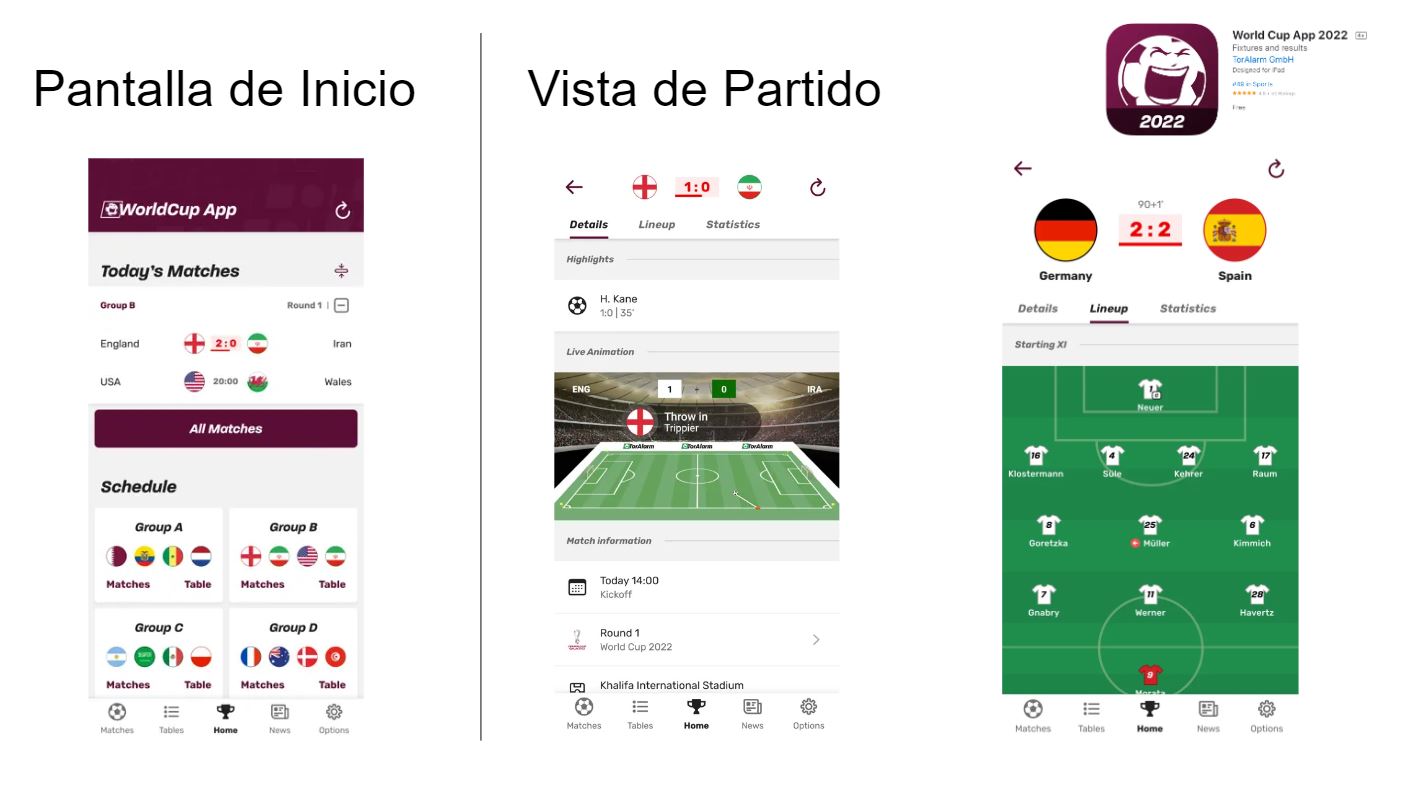 Pantalla de Inicio
WorldCup App
Today's Matches
Group B
Round 1 |
England
2:0
Iran
USA
20:00
Wales
All Matches
Schedule
Group A
Group B
Matches
Table
Matches
Table
Group C
Group D
Matches
Table
Matches
Table
Matches
Tables
Home
News
Options
Vista de Partido
1:0
Details
Lineup
Statistics
Highlights
H. Kane
1:0 | 35'
Live Animation
ENG
1
+
0
IRA
Throw in
Trippier
TorAlarm
TorAlarm
TorAlarm
Match information
Today 14:00
Kickoff
Round 1
World Cup 2022
Khalifa International Stadium
Matches
Tables
Home
News
Options
2022
World Cup App 2022
4+
Fixtures and results
TorAlarm GmbH
Designed for iPad
in Sports
Free
90+1'
2:2
Germany
Spain
Details
Lineup
Statistics
Starting XI
1
C
Neuer
16
4
24
17
Klostermann
Süle
Kehrer
Raum
8
25
6
Goretzka
Müller
Kimmich
7
11
28
Gnabry
Werner
Havertz
9
Morata
Matches
Tables
Home
News
Options